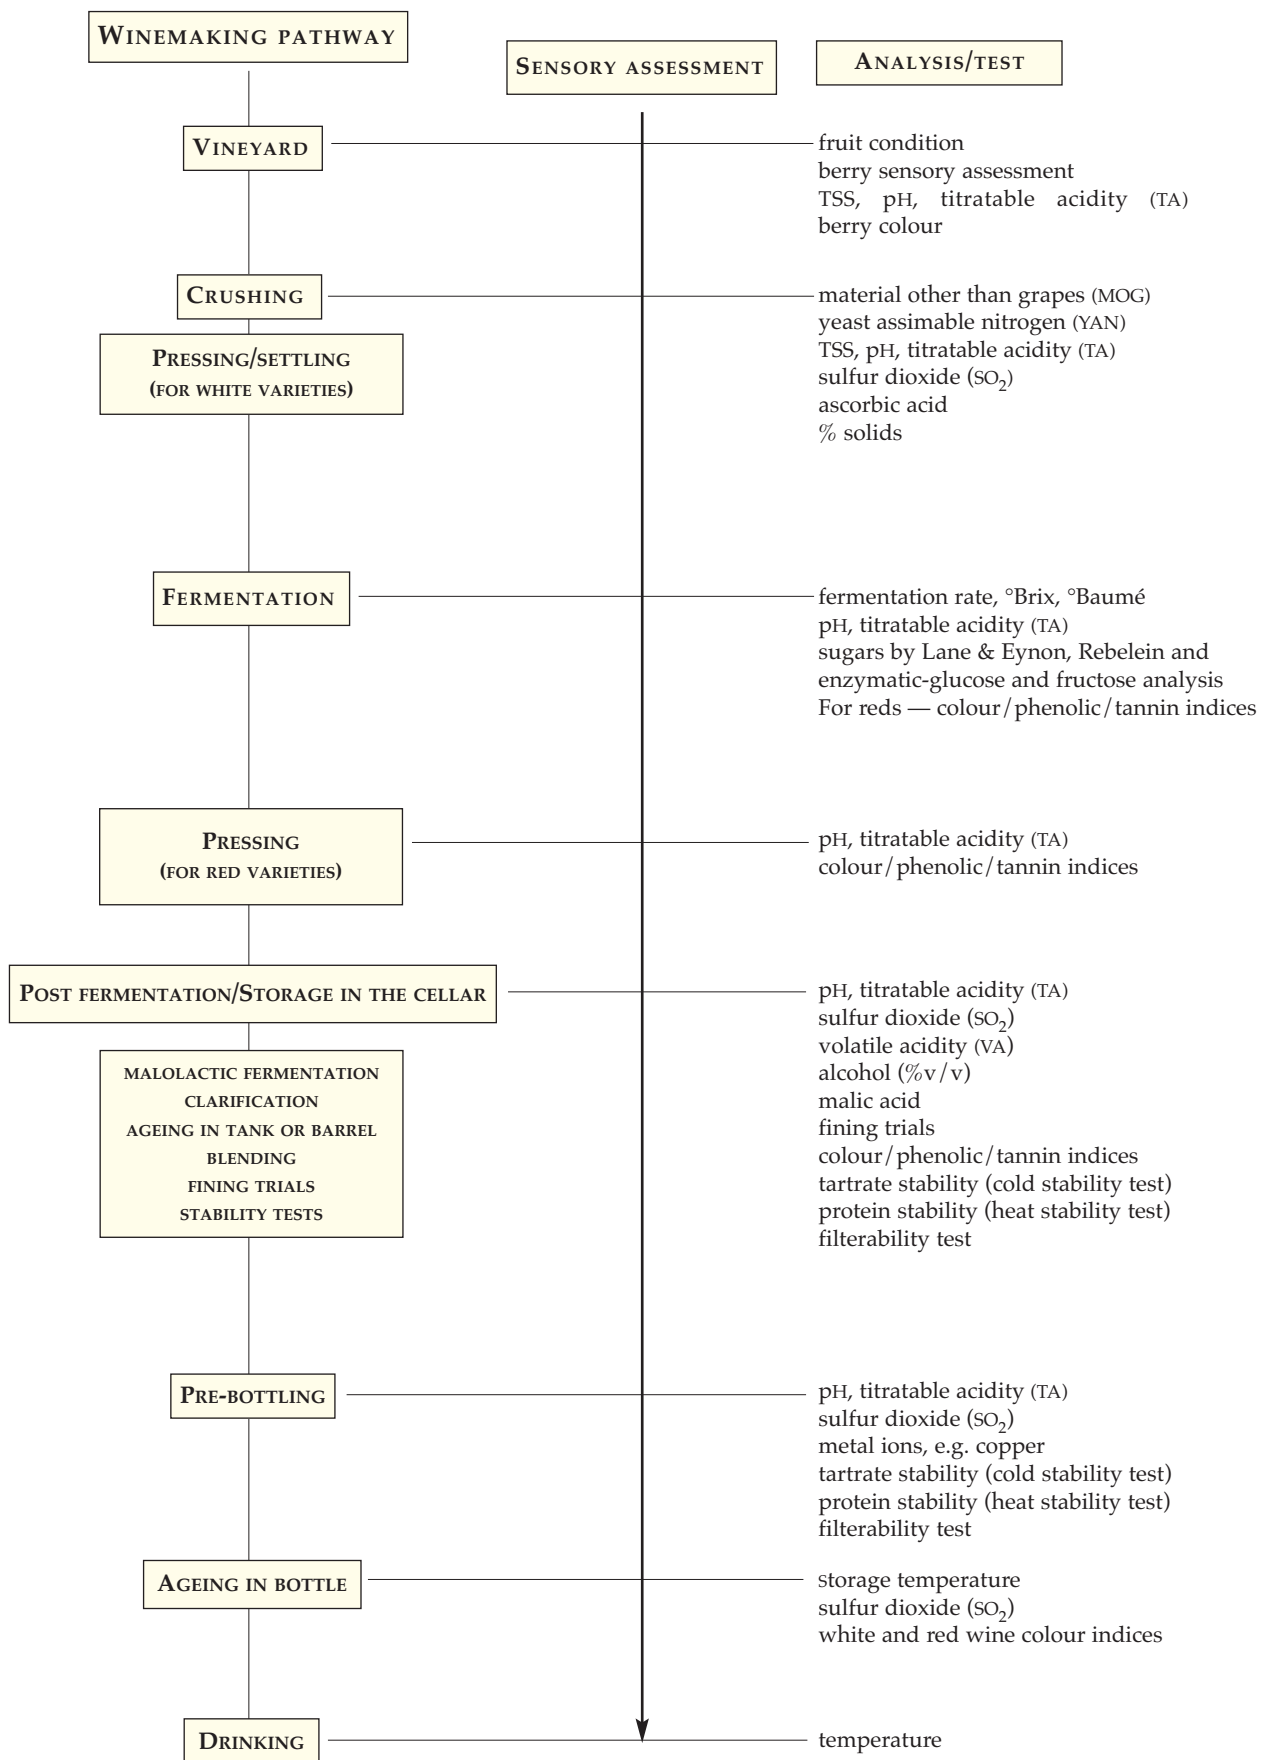 WINEMAKING PATHWAY
SENSORY ASSESSMENT
ANALYSIS/TEST
VINEYARD
fruit condition
berry sensory assessment
TSS, pH, titratable acidity (TA)
berry colour
CRUSHING
PRESSING/SETTLING
(FOR WHITE VARIETIES)
material other than grapes (MOG)
yeast assimable nitrogen (YAN)
TSS, pH, titratable acidity (TA)
sulfur dioxide (SO₂)
ascorbic acid
% solids
FERMENTATION
fermentation rate, °Brix, °Baumé
pH, titratable acidity (TA)
sugars by Lane & Eynon, Rebelein and
enzymatic-glucose and fructose analysis
For reds — colour/phenolic/tannin indices
PRESSING
(FOR RED VARIETIES)
pH, titratable acidity (TA)
colour/phenolic/tannin indices
POST FERMENTATION/STORAGE IN THE CELLAR
MALOLACTIC FERMENTATION
CLARIFICATION
AGEING IN TANK OR BARREL
BLENDING
FINING TRIALS
STABILITY TESTS
pH, titratable acidity (TA)
sulfur dioxide (SO₂)
volatile acidity (VA)
alcohol (%v/v)
malic acid
fining trials
colour/phenolic/tannin indices
tartrate stability (cold stability test)
protein stability (heat stability test)
filterability test
PRE-BOTTLING
pH, titratable acidity (TA)
sulfur dioxide (SO₂)
metal ions, e.g. copper
tartrate stability (cold stability test)
protein stability (heat stability test)
filterability test
AGEING IN BOTTLE
storage temperature
sulfur dioxide (SO₂)
white and red wine colour indices
DRINKING
temperature